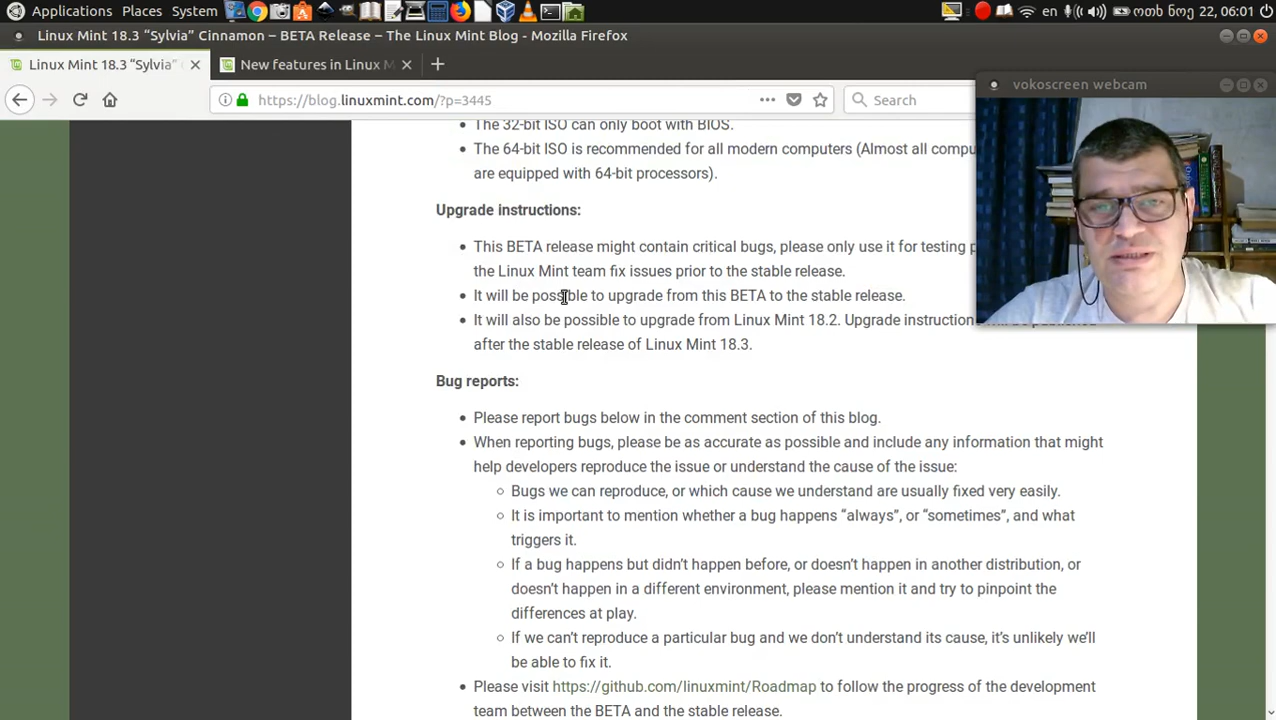 Applications Places System en ოთხ ნოე 22, 06:01
Linux Mint 18.3 “Sylvia” Cinnamon – BETA Release – The Linux Mint Blog - Mozilla Firefox
Linux Mint 18.3 “Sylvia” New features in Linux M
https://blog.linuxmint.com/?p=3445 Search
vokoscreen webcam
The 32-bit ISO can only boot with BIOS.
The 64-bit ISO is recommended for all modern computers (Almost all compu
are equipped with 64-bit processors).
Upgrade instructions:
This BETA release might contain critical bugs, please only use it for testing p
the Linux Mint team fix issues prior to the stable release.
It will be possible to upgrade from this BETA to the stable release.
It will also be possible to upgrade from Linux Mint 18.2. Upgrade instruction
after the stable release of Linux Mint 18.3.
Bug reports:
Please report bugs below in the comment section of this blog.
When reporting bugs, please be as accurate as possible and include any information that might
help developers reproduce the issue or understand the cause of the issue:
Bugs we can reproduce, or which cause we understand are usually fixed very easily.
It is important to mention whether a bug happens “always”, or “sometimes”, and what
triggers it.
If a bug happens but didn’t happen before, or doesn’t happen in another distribution, or
doesn’t happen in a different environment, please mention it and try to pinpoint the
differences at play.
If we can’t reproduce a particular bug and we don’t understand its cause, it’s unlikely we’ll
be able to fix it.
Please visit https://github.com/linuxmint/Roadmap to follow the progress of the development
team between the BETA and the stable release.